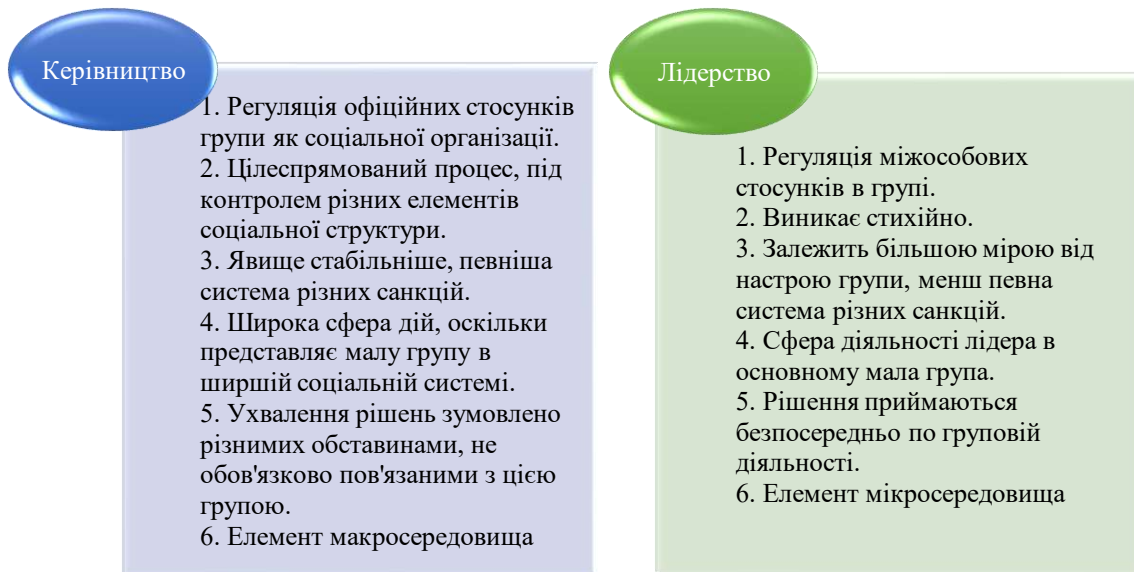 Керівництво
1. Регуляція офіційних стосунків
групи як соціальної організації.
2. Цілеспрямований процес, під
контролем різних елементів
соціальної структури.
3. Явище стабільніше, певніша
система різних санкцій.
4. Широка сфера дій, оскільки
представляє малу групу в
ширшій соціальній системі.
5. Ухвалення рішень зумовлено
різнимих обставинами, не
обов'язково пов'язаними з цією
групою.
6. Елемент макросередовища
Лідерство
1. Регуляція міжособових
стосунків в групі.
2. Виникає стихійно.
3. Залежить більшою мірою від
настрою групи, менш певна
система різних санкцій.
4. Сфера діяльності лідера в
основному мала група.
5. Рішення приймаються
безпосередньо по груповій
діяльності.
6. Елемент мікросередовища